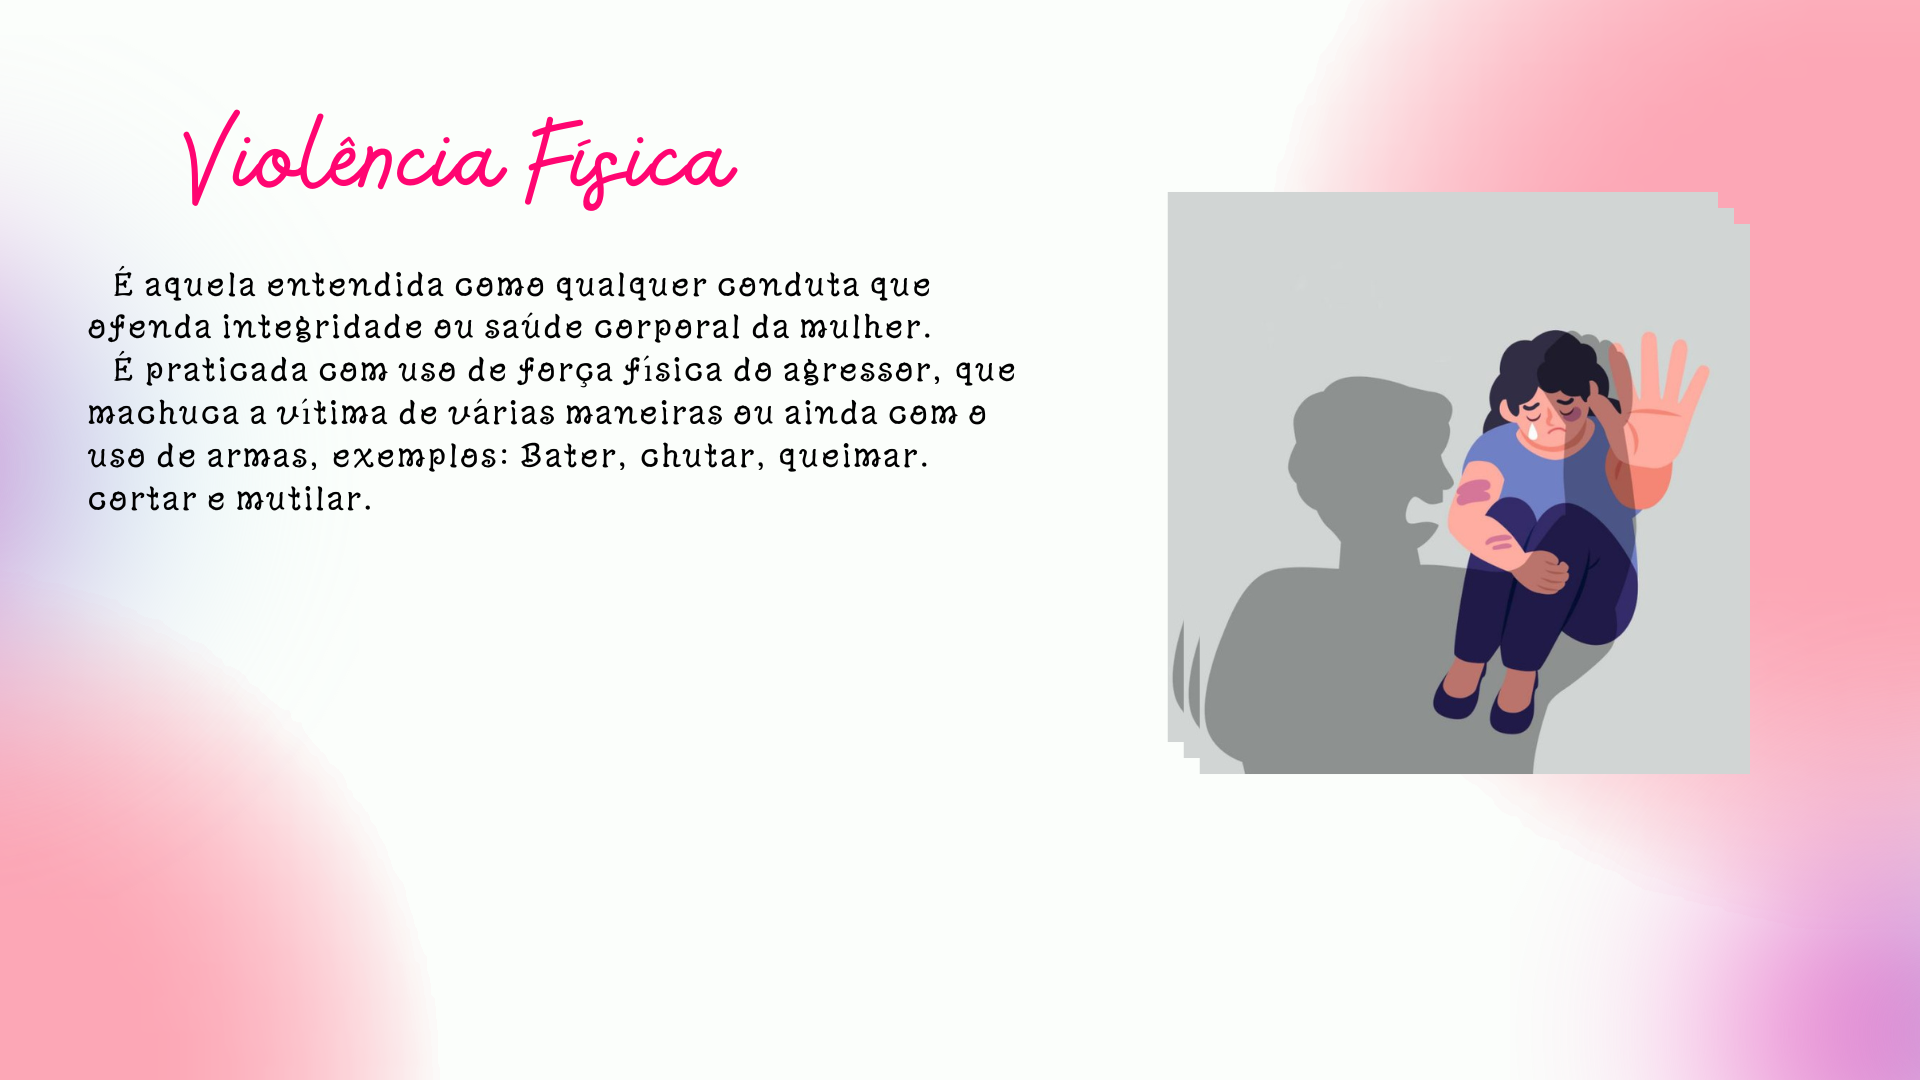 Violência Física
É aquela entendida como qualquer conduta que
ofenda integridade ou saúde corporal da mulher.
É praticada com uso de força física do agressor, que
machuca a vítima de várias maneiras ou ainda com o
uso de armas, exemplos: Bater, chutar, queimar.
cortar e mutilar.